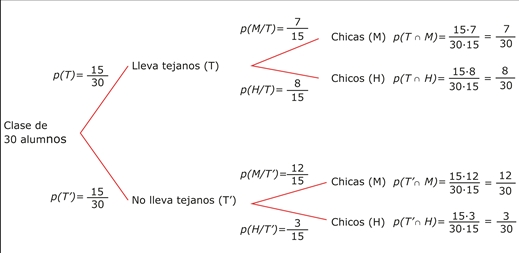 p(M/T)= 7/15
Chicas (M) p(T ∩ M)= 15·7/30·15 = 7/30
p(T)= 15/30
Lleva tejanos (T)
p(H/T)= 8/15
Chicos (H) p(T ∩ H)= 15·8/30·15 = 8/30
Clase de
30 alumnos
p(M/T')= 12/15
Chicas (M) p(T'∩ M)= 15·12/30·15 = 12/30
p(T')= 15/30
No lleva tejanos (T')
p(H/T')= 3/15
Chicos (H) p(T'∩ H)= 15·3/30·15 = 3/30